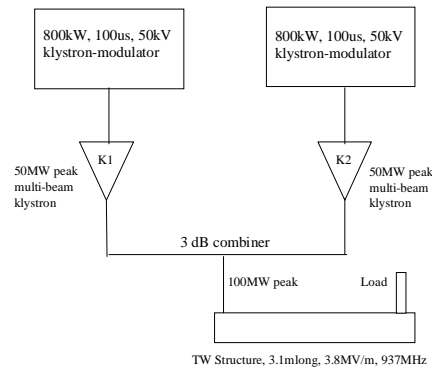 800kW, 100us, 50kV
klystron-modulator
800kW, 100us, 50kV
klystron-modulator
K1
K2
50MW peak
multi-beam
klystron
50MW peak
multi-beam
klystron
3 dB combiner
100MW peak
Load
TW Structure, 3.1mlong, 3.8MV/m, 937MHz